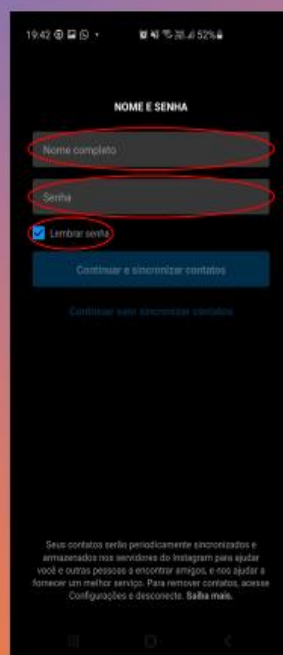 19:42
52%
NOME E SENHA
Nome completo
Senha
Lembrar senha
Continuar e sincronizar contatos
Continuar sem sincronizar contatos
Seus contatos serão periodicamente sincronizados e
armazenados nos servidores do Instagram para ajudar
você e outras pessoas a encontrar amigos, e nos ajudar a
fornecer um melhor serviço. Para remover contatos, acesse
Configurações e desconecte. Saiba mais.